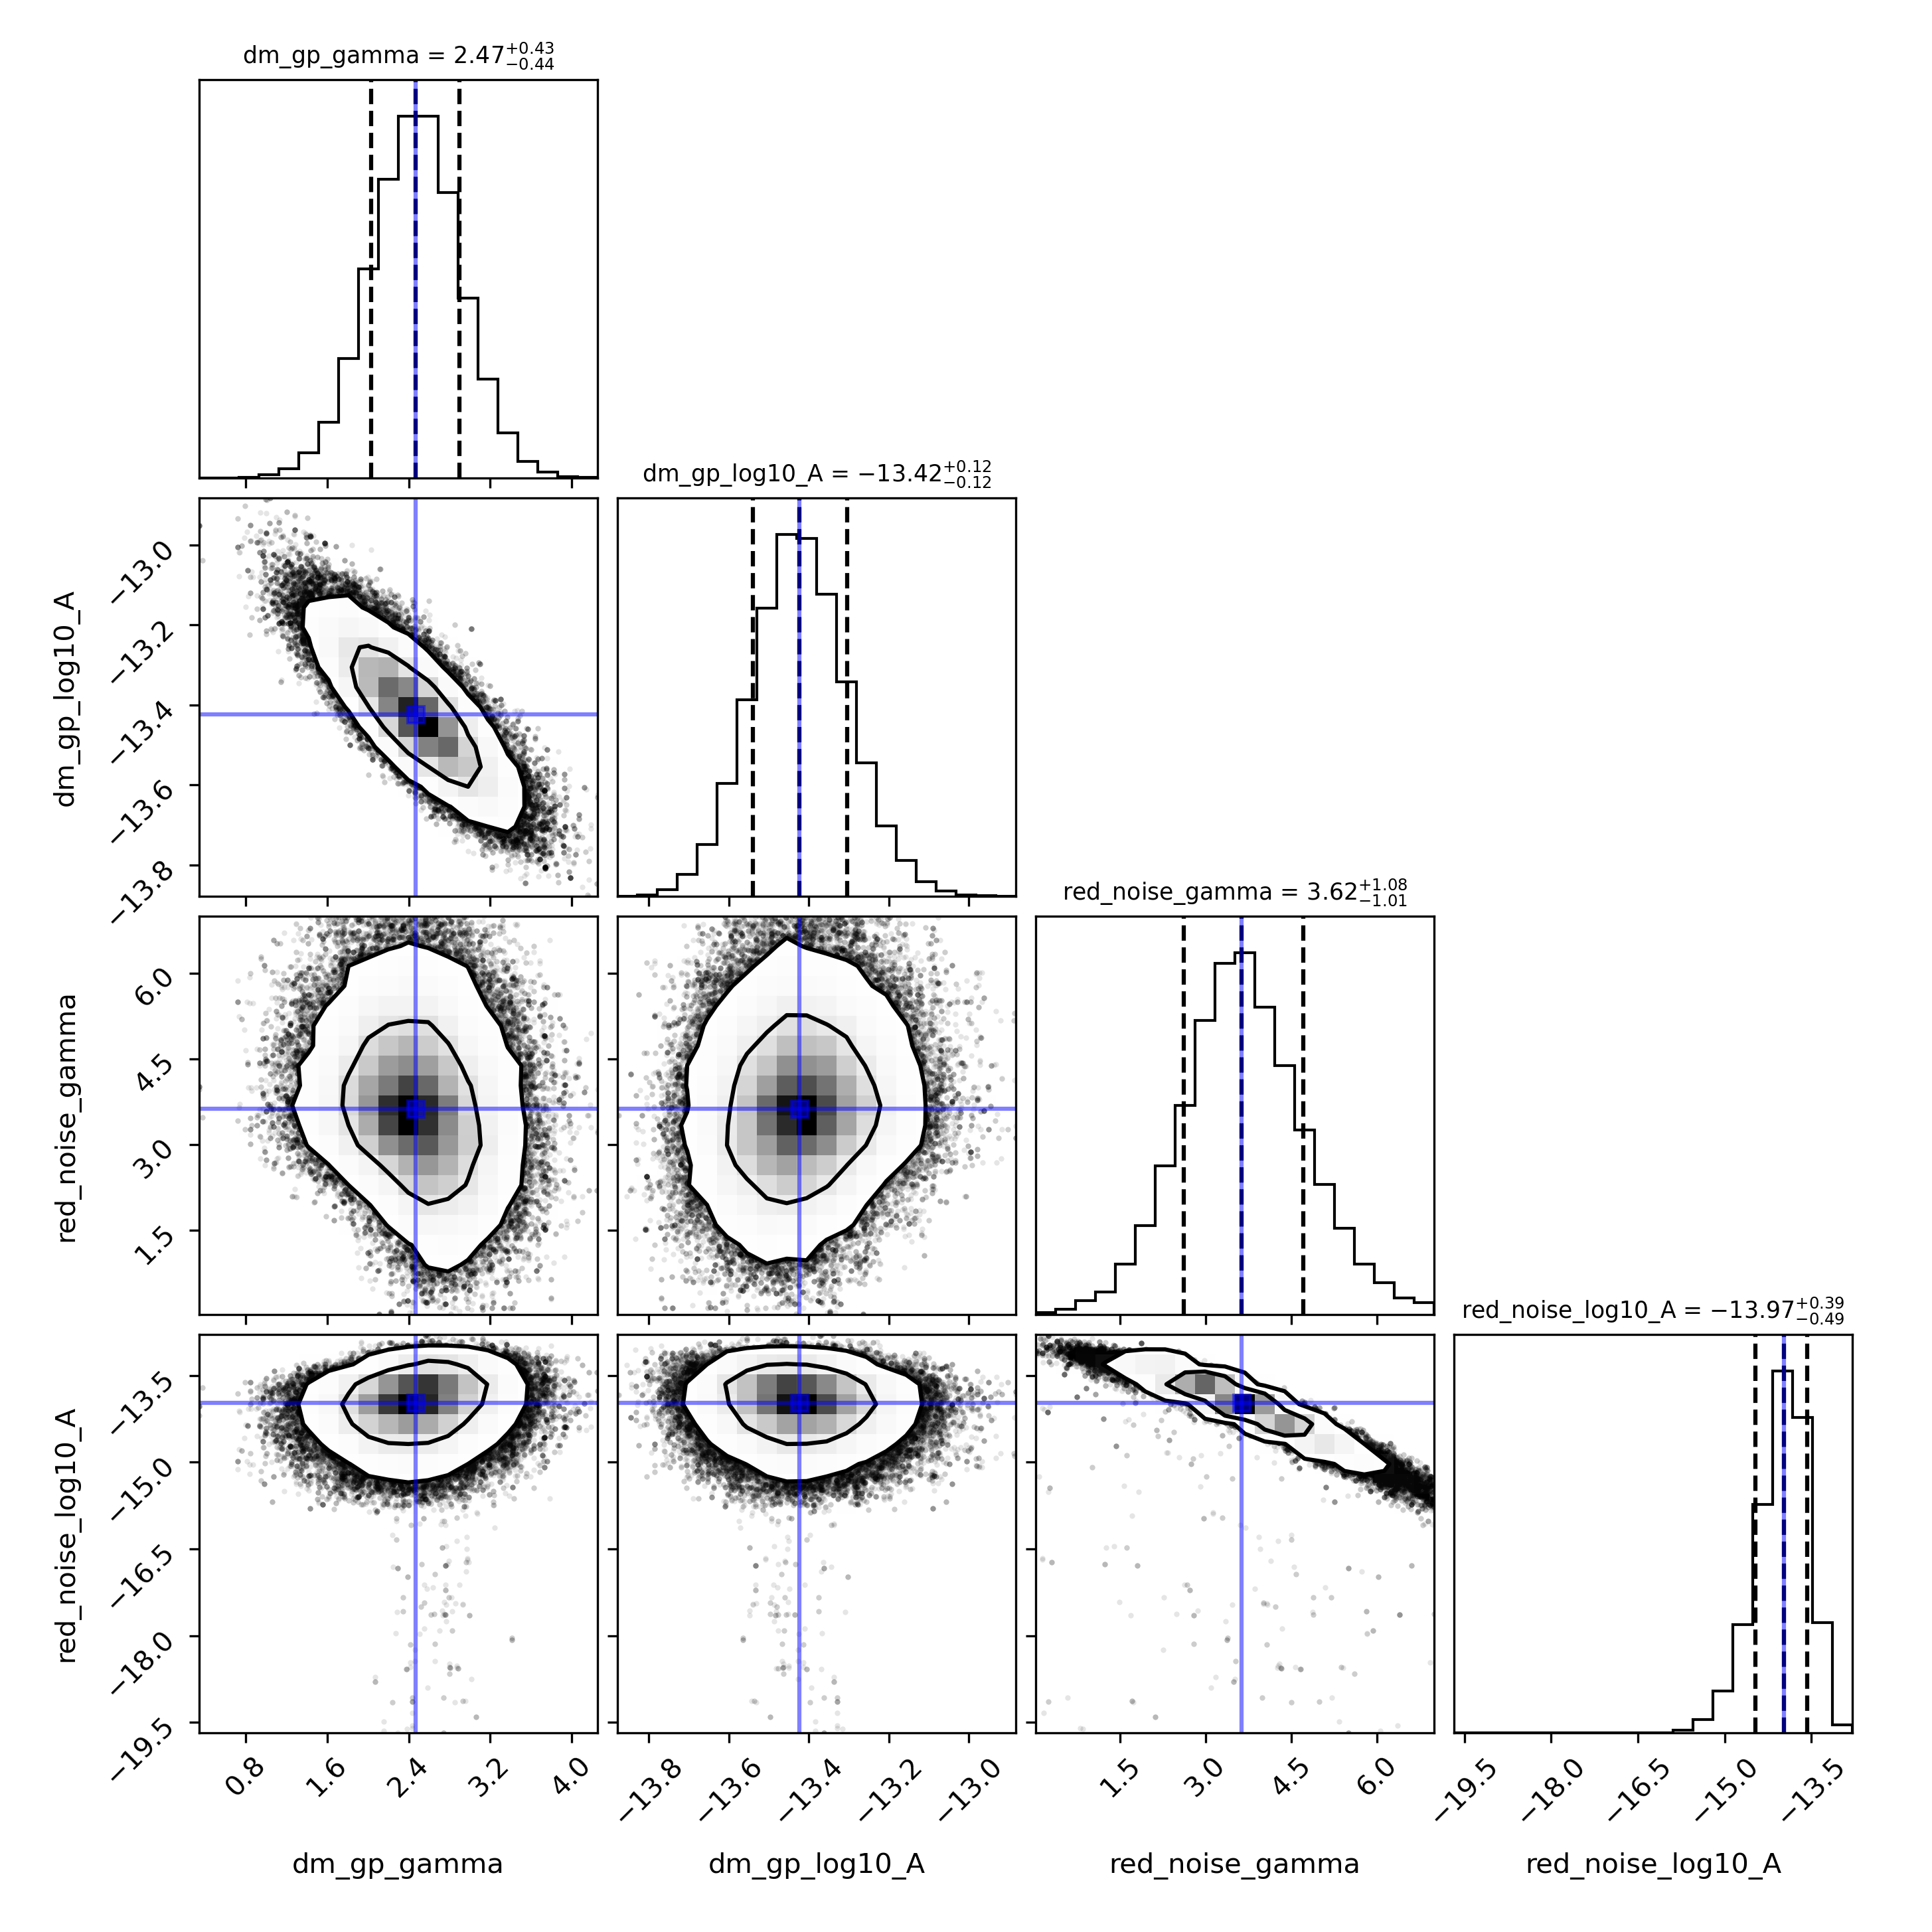 dm_gp_gamma = 2.47+0.43 −0.44
dm_gp_log10_A = −13.42+0.12 −0.12
red_noise_gamma = 3.62+1.08 −1.01
red_noise_log10_A = −13.97+0.39 −0.49
dm_gp_log10_A
−13.0
−13.2
−13.4
−13.6
−13.8
red_noise_gamma
6.0
4.5
3.0
1.5
red_noise_log10_A
−13.5
−15.0
−16.5
−18.0
−19.5
0.8 1.6 2.4 3.2 4.0
−13.8 −13.6 −13.4 −13.2 −13.0
1.5 3.0 4.5 6.0
−19.5 −18.0 −16.5 −15.0 −13.5
dm_gp_gamma
dm_gp_log10_A
red_noise_gamma
red_noise_log10_A